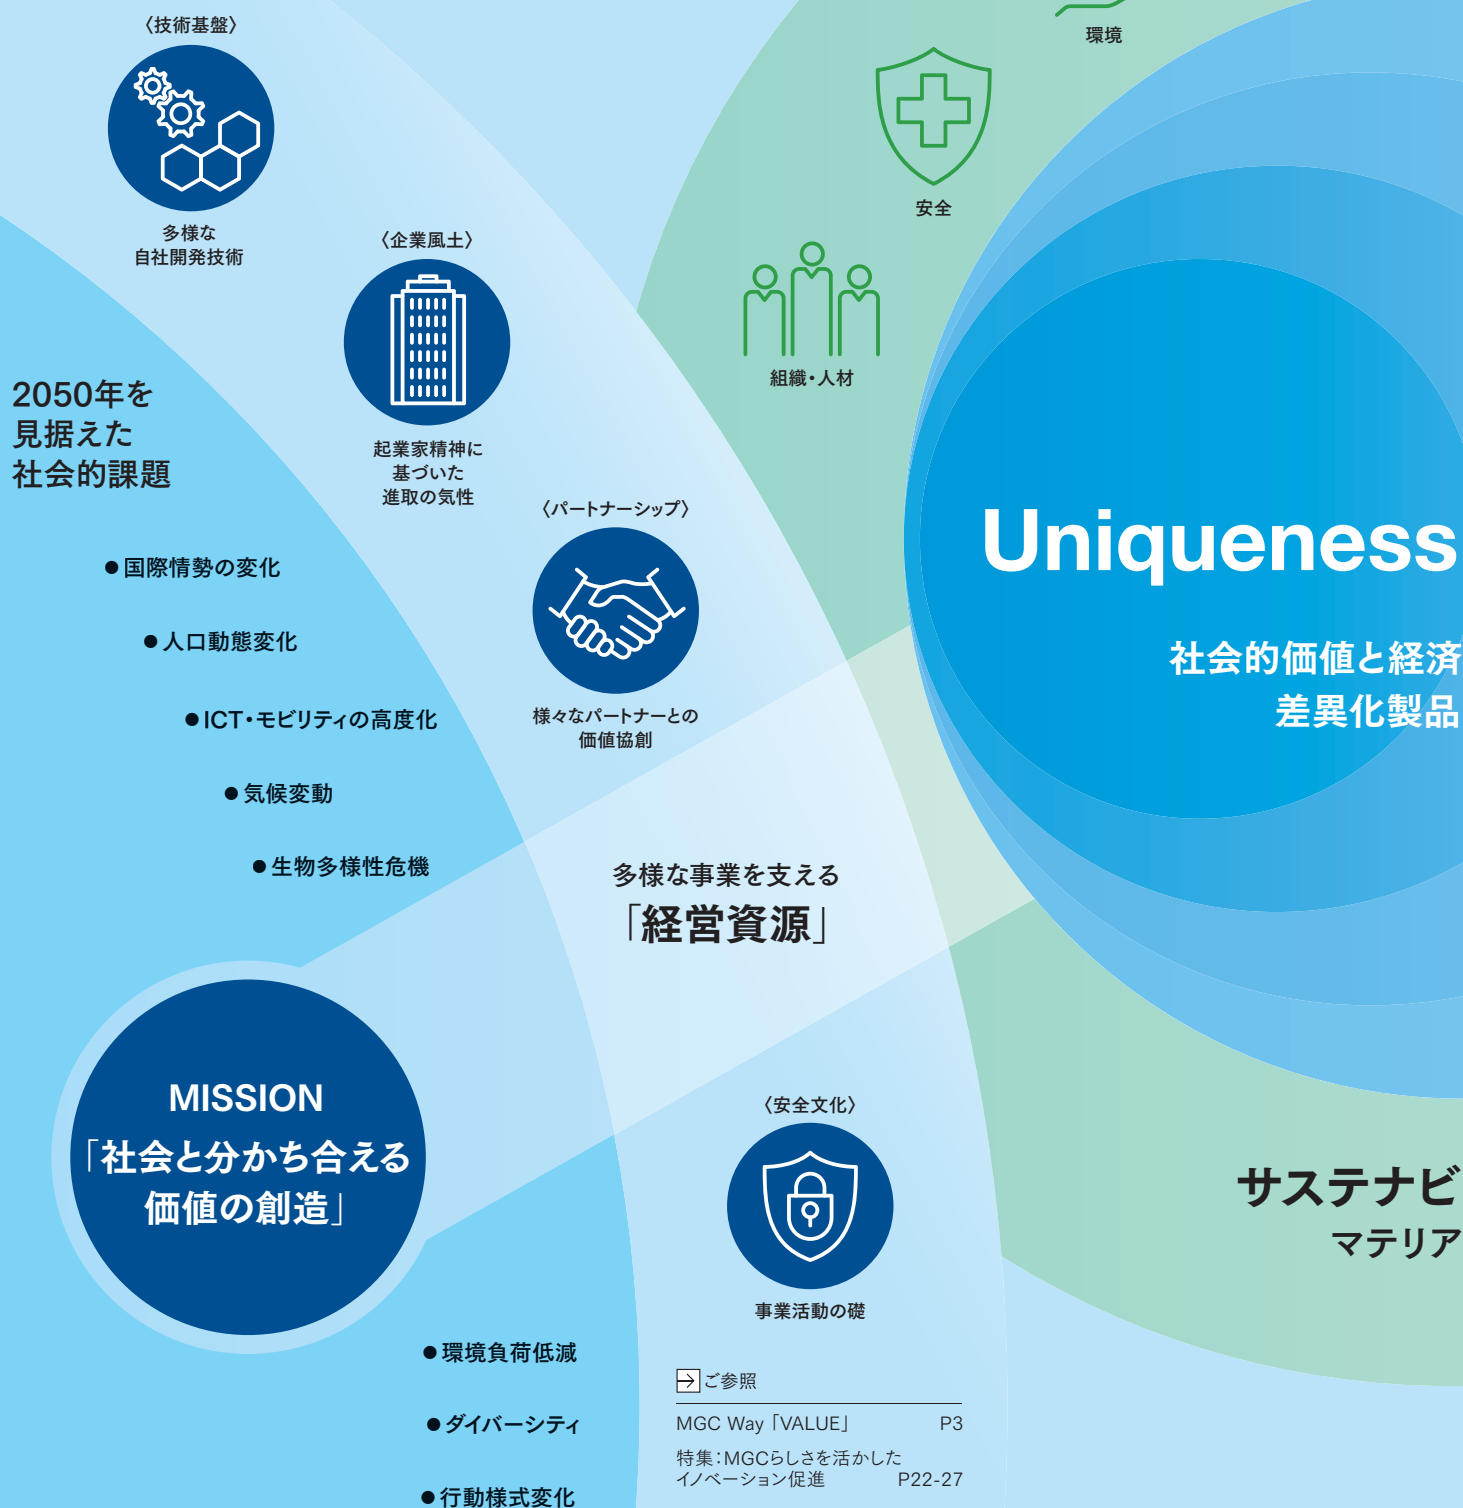 〈技術基盤〉
多様な
自社開発技術
〈企業風土〉
起業家精神に
基づいた
進取の気性
〈パートナーシップ〉
様々なパートナーとの
価値協創
環境
安全
組織・人材
2050年を
見据えた
社会的課題
●国際情勢の変化
●人口動態変化
●ICT・モビリティの高度化
●気候変動
●生物多様性危機
Uniqueness
社会的価値と経済
差異化製品
多様な事業を支える
「経営資源」
MISSION
「社会と分かち合える
価値の創造」
〈安全文化〉
事業活動の礎
サステナビ
マテリア
●環境負荷低減
●ダイバーシティ
●行動様式変化
ご参照
MGC Way「VALUE」 P3
特集：MGCらしさを活かした
イノベーション促進 P22-27